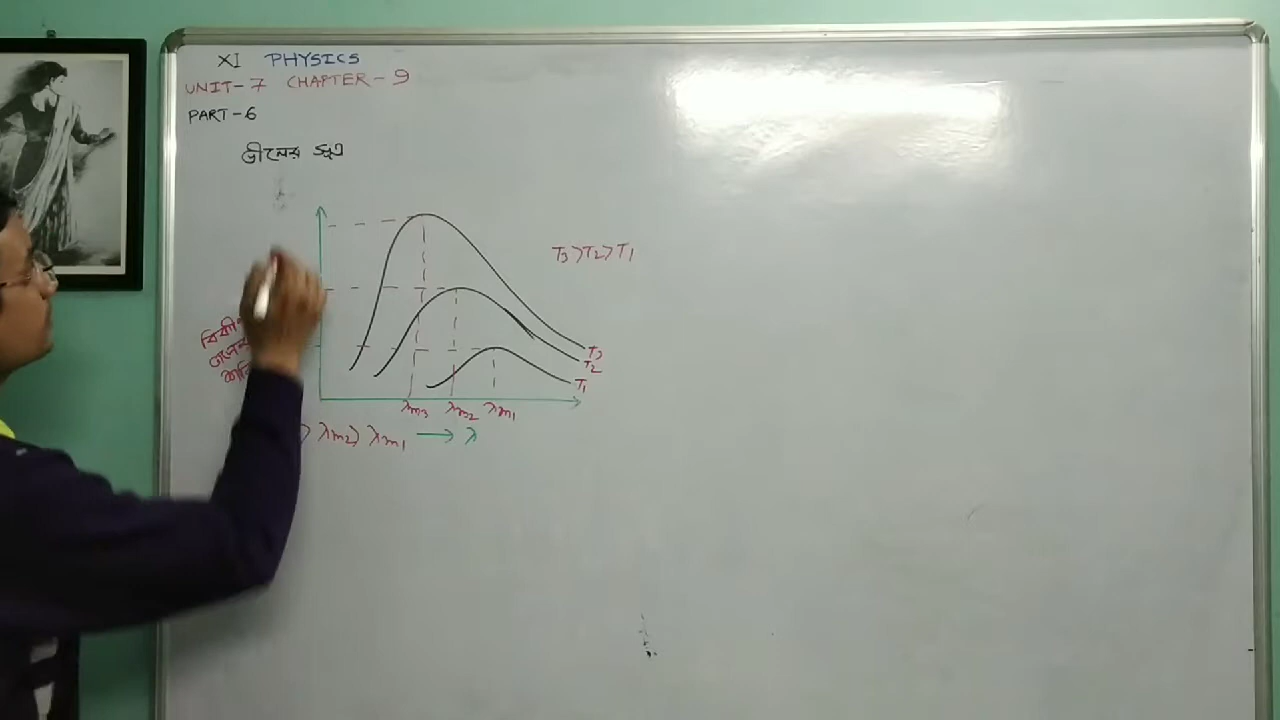 XI PHYSICS
UNIT-7 CHAPTER-9
PART-6
ভীনের সূত্র
T3>T2>T1
T3
T2
T1
λm3 λm2 λm1
> λm2> λm1 → λ